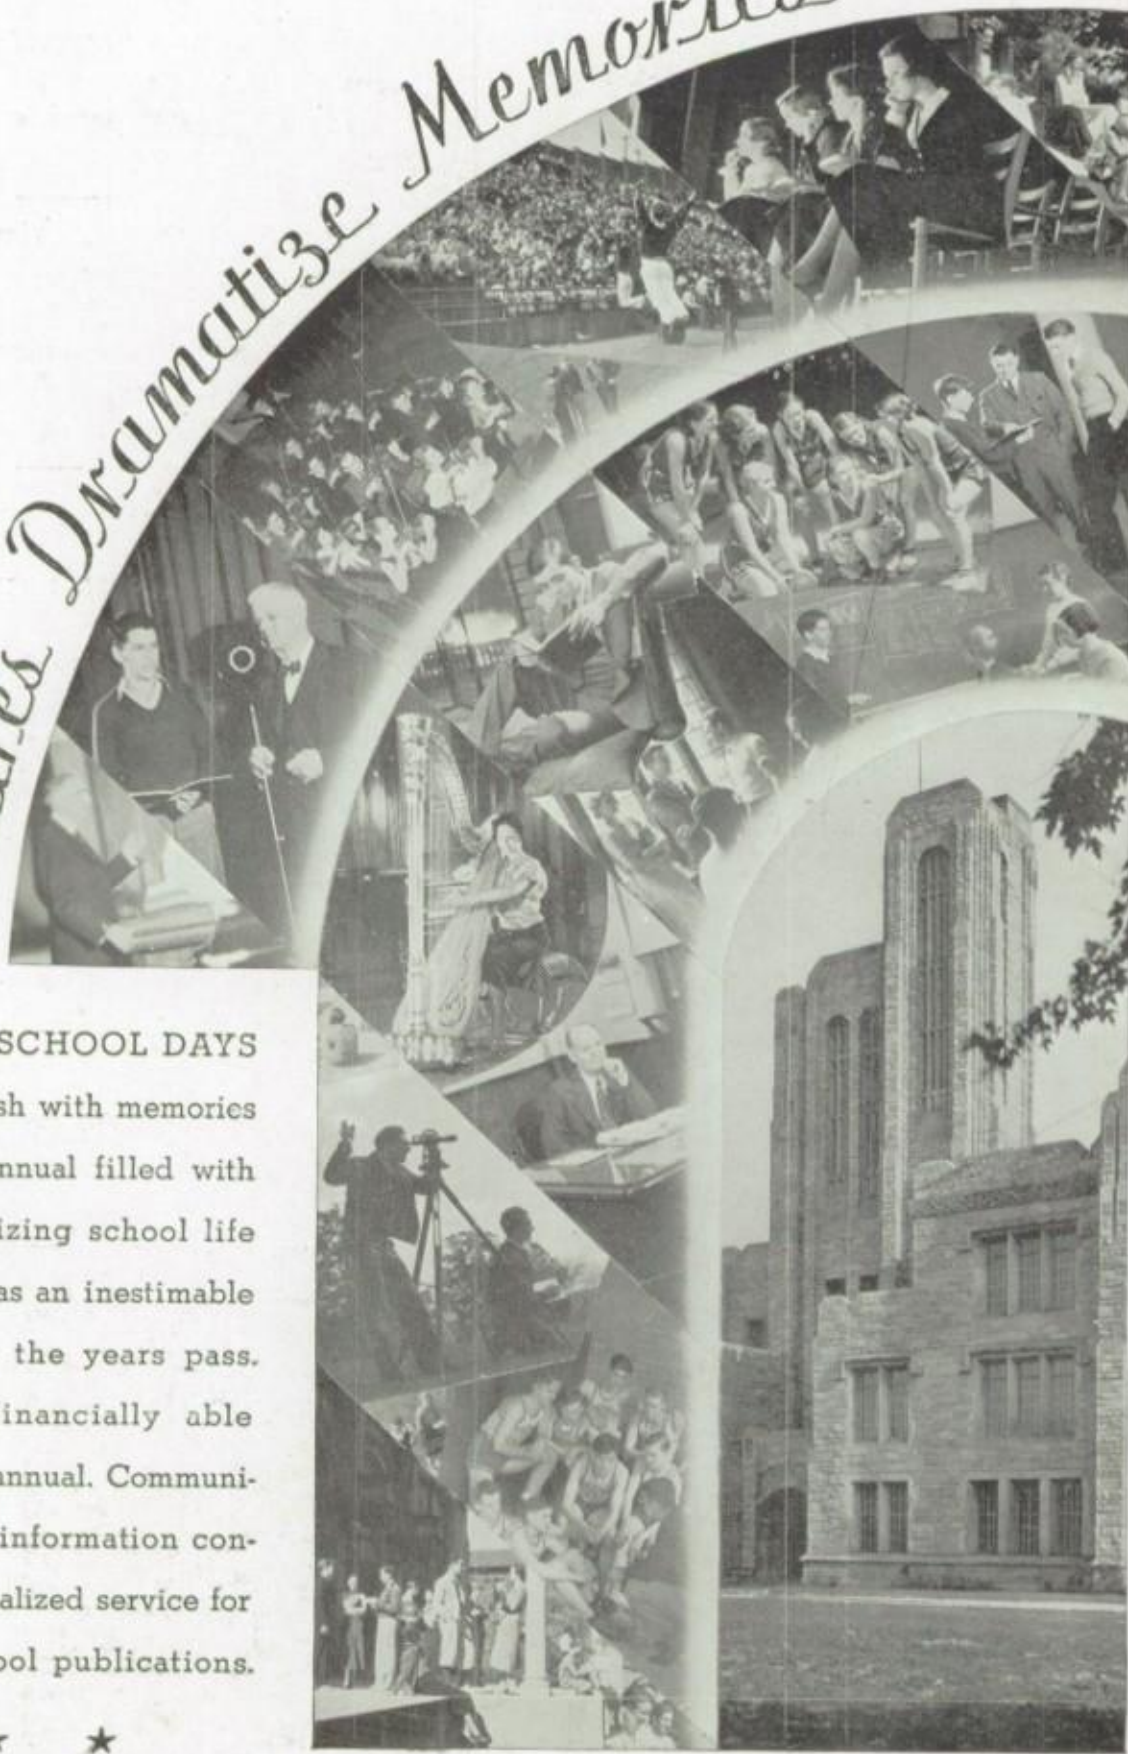 Dramatize Memories
SCHOOL DAYS
sh with memories
nnual filled with
izing school life
as an inestimable
the years pass.
inancially able
annual. Communi-
information con-
alized service for
ool publications.